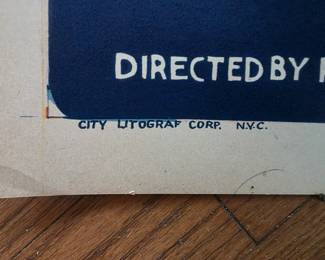 DIRECTED BY
CITY LITOGRAF CORP. N.Y.C.